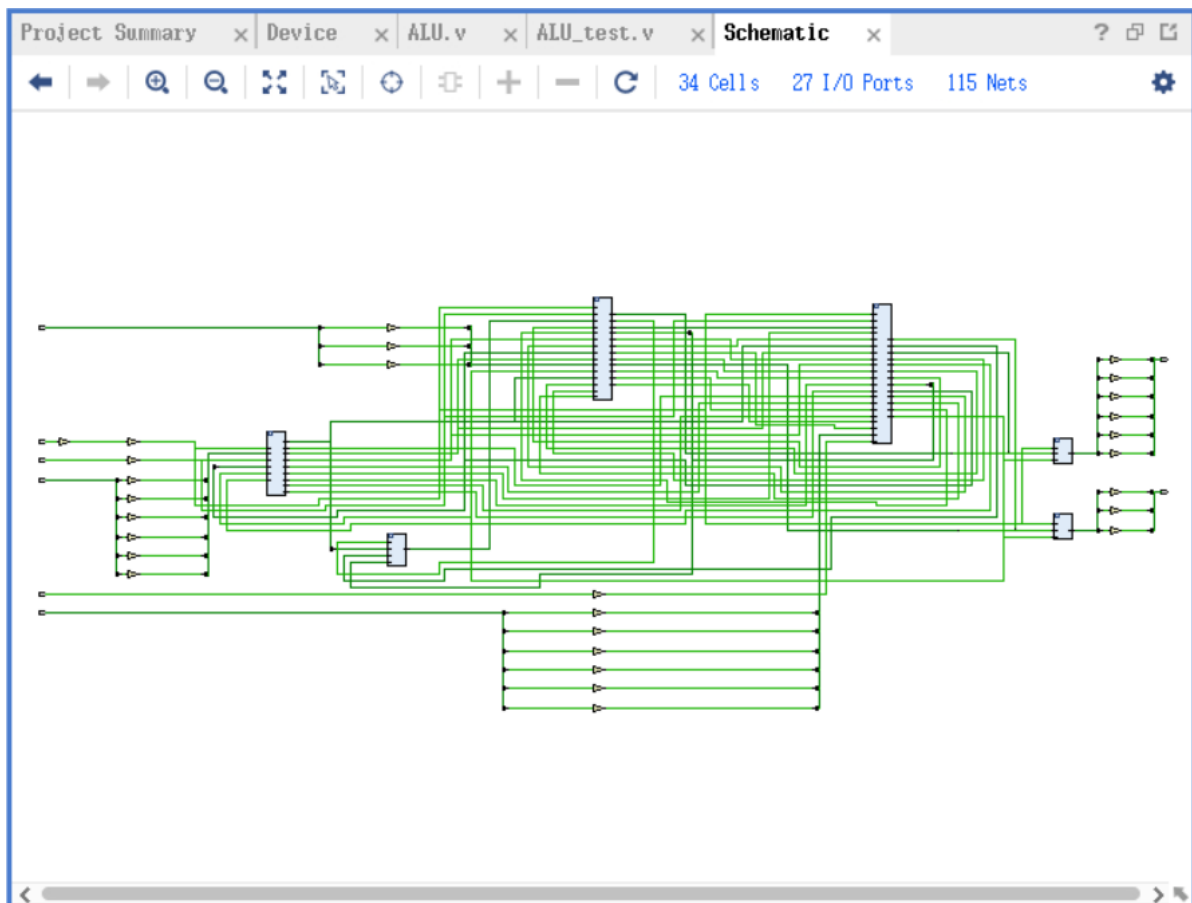 Project Summary × Device × ALU.v × ALU_test.v × Schematic × ?
34 Cells 27 I/O Ports 115 Nets